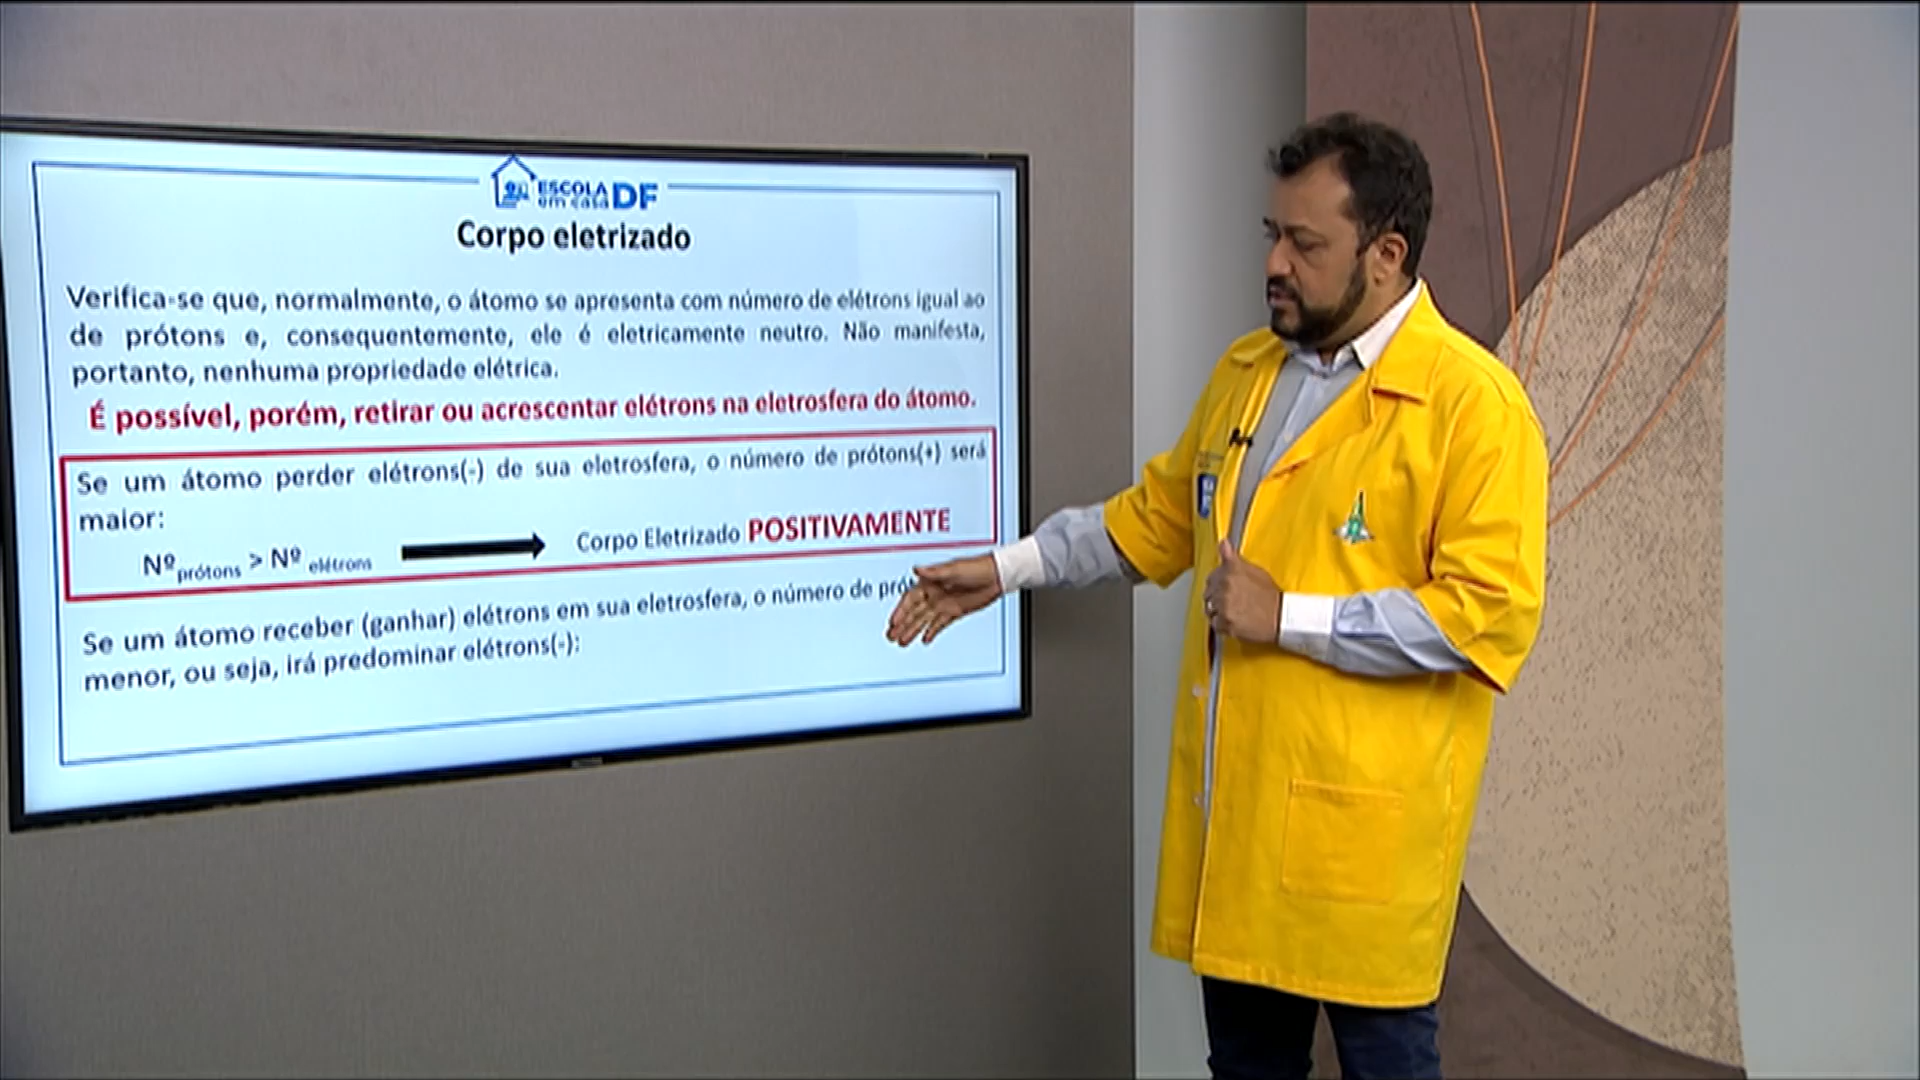 ESCOLA
em casa DF
Corpo eletrizado
Verifica-se que, normalmente, o átomo se apresenta com número de elétrons igual ao
de prótons e, consequentemente, ele é eletricamente neutro. Não manifesta,
portanto, nenhuma propriedade elétrica.
É possível, porém, retirar ou acrescentar elétrons na eletrosfera do átomo.
Se um átomo perder elétrons(-) de sua eletrosfera, o número de prótons(+) será
maior:
Nº prótons > Nº elétrons Corpo Eletrizado POSITIVAMENTE
Se um átomo receber (ganhar) elétrons em sua eletrosfera, o número de
menor, ou seja, irá predominar elétrons(-):